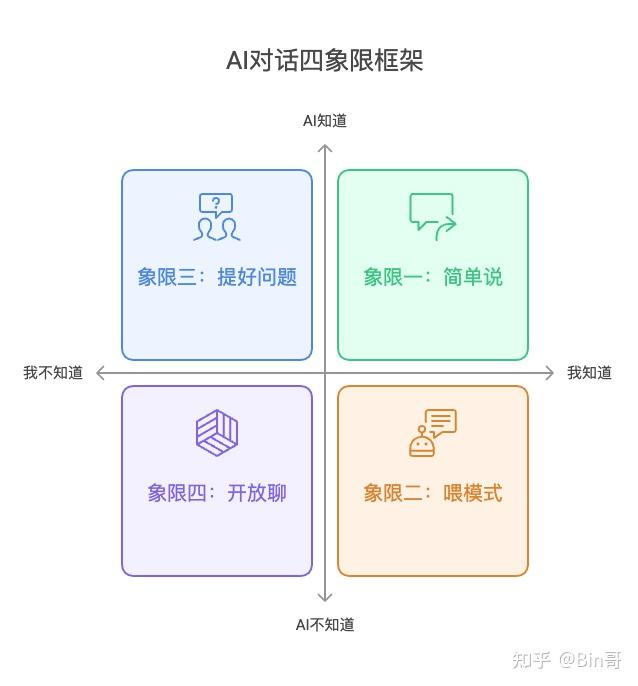 AI对话四象限框架
AI知道
?
象限三：提好问题
象限一：简单说
我不知道
我知道
象限四：开放聊
象限二：喂模式
AI不知道
知乎 @Bin哥